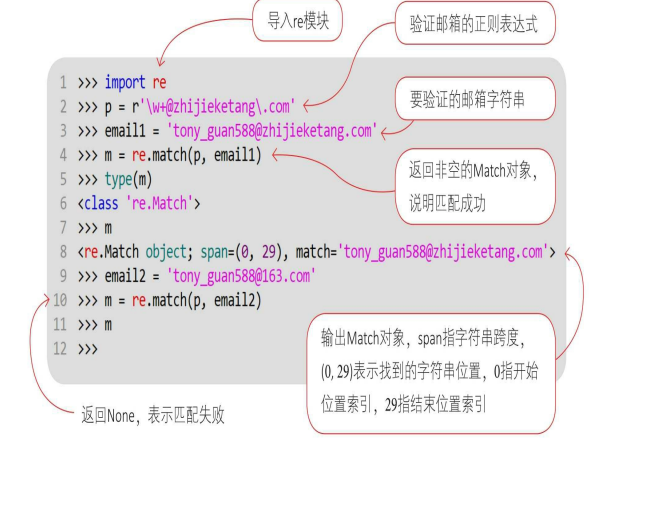 导入re模块
验证邮箱的正则表达式
1 >>> import re
2 >>> p = r'\w+@zhijieketang\.com'
要验证的邮箱字符串
3 >>> email1 = 'tony_guan588@zhijieketang.com'
4 >>> m = re.match(p, email1)
返回非空的Match对象，
说明匹配成功
5 >>> type(m)
6 <class 're.Match'>
7 >>> m
8 <re.Match object; span=(0, 29), match='tony_guan588@zhijieketang.com'>
9 >>> email2 = 'tony_guan588@163.com'
10 >>> m = re.match(p, email2)
11 >>> m
12 >>>
输出Match对象，span指字符串跨度，
(0, 29)表示找到的字符串位置，0指开始
位置索引，29指结束位置索引
返回None，表示匹配失败